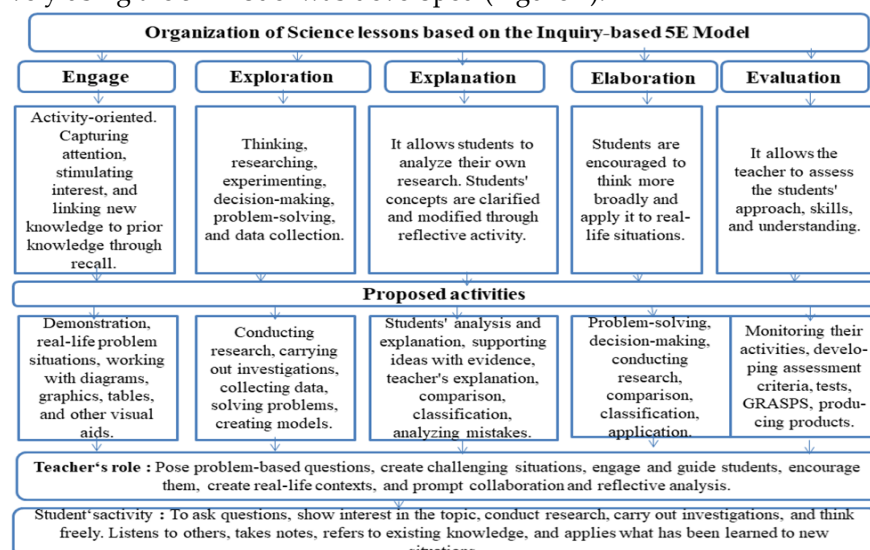 Organization of Science lessons based on the Inquiry-based 5E Model
Engage
Exploration
Explanation
Elaboration
Evaluation
Activity-oriented.
Capturing
attention,
stimulating
interest, and
linking new
knowledge to prior
knowledge through
recall.
Thinking,
researching,
experimenting,
decision-making,
problem-solving,
and data collection.
It allows students to
analyze their own
research. Students'
concepts are clarified
and modified through
reflective activity.
Students are
encouraged to
think more
broadly and
apply it to real-
life situations.
It allows the
teacher to assess
the students'
approach, skills,
and understanding.
Proposed activities
Demonstration,
real-life problem
situations, working
with diagrams,
graphics, tables,
and other visual
aids.
Conducting
research, carrying
out investigations,
collecting data,
solving problems,
creating models.
Students' analysis and
explanation, supporting
ideas with evidence,
teacher's explanation,
comparison,
classification,
analyzing mistakes.
Problem-solving,
decision-making,
conducting
research,
comparison,
classification,
application.
Monitoring their
activities, develo-
ping assessment
criteria, tests,
GRASPS, produ-
cing products.
Teacher‘s role : Pose problem-based questions, create challenging situations, engage and guide students, encourage
them, create real-life contexts, and prompt collaboration and reflective analysis.
Student‘sactivity : To ask questions, show interest in the topic, conduct research, carry out investigations, and think
freely. Listens to others, takes notes, refers to existing knowledge, and applies what has been learned to new